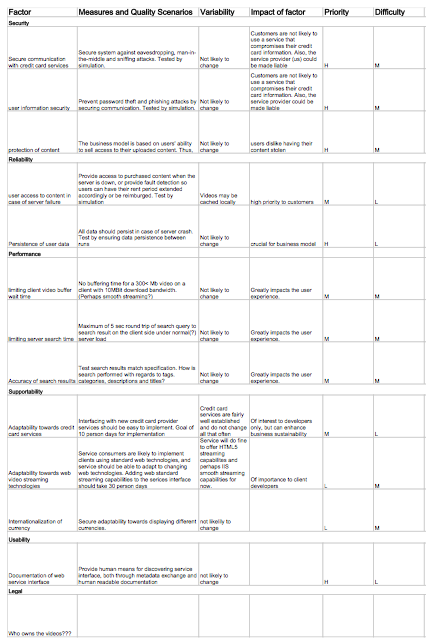 Factor Measures and Quality Scenarios Variability Impact of factor Priority Difficulty
Security
Secure communication
with credit card services
Secure system against eavesdropping, man-in-
the-middle and sniffing attacks. Tested by
simulation.
Not likely to
change
Customers are not likely to
use a service that
compromises their credit
card information. Also, the
service provider (us) could
be made liable
H
M
user information security
Prevent password theft and phishing attacks by
securing communication. Tested by simulation.
Not likely to
change
Customers are not likely to
use a service that
compromises their credit
card information. Also, the
service provider could be
made liable
H
M
protection of content
The business model is based on users' ability
to sell access to their uploaded content. Thus,
Not likely to
change
users dislike having their
content stolen
H
M
Reliability
user access to content in
case of server failure
Provide access to purchased content when the
server is down, or provide fault detection so
users can have their rent period extended
accordingly or be reimbursed. Test by
simulation
Videos may be
cached locally
high priority to customers
M
L
Persistence of user data
All data should persist in case of server crash.
Test by ensuring data persistence between
runs
Not likely to
change
crucial for business model
H
L
Performance
limiting client video buffer
wait time
No buffering time for a 300< Mb video on a
client with 10MBit download bandwidth.
(Perhaps smooth streaming?)
Not likely to
change
Greatly impacts the user
experience.
M
M
limiting server search time
Maximum of 5 sec round trip of search query to
search result on the client side under normal(?)
server load
Not likely to
change
Greatly impacts the user
experience.
M
M
Accuracy of search results
Test search results match specification. How is
search performed with regards to tags,
categories, descriptions and titles?
Not likely to
change
Greatly impacts the user
experience.
M
M
Supportability
Adaptability towards credit
card services
Interfacing with new credit card provider
services should be easy to implement. Goal of
10 person days for implementation
Credit card
services are fairly
well established
and do not change
all that often
Of interest to developers
only, but can enhance
business sustainability
M
L
Adaptability towards web
video streaming
technologies
Service consumers are likely to implement
clients using standard web technologies, and
service should be able to adapt to changing
web technologies. Adding web standard
streaming capabilities to the serices interface
should take 30 person days
Service will do fine
to offer HTML5
streaming
capabilites and
perhaps IIS
smooth streaming
capabilities for
now.
Of importance to client
developers
L
M
Internationalization of
currency
Secure adaptability towards displaying different
currencies.
not likely to
change
L
M
Usability
Documentation of web
service interface
Provide human means for discovering service
interface, both through metadata exchange and
human readable documentation
not likely to
change
H
L
Legal
Who owns the videos???